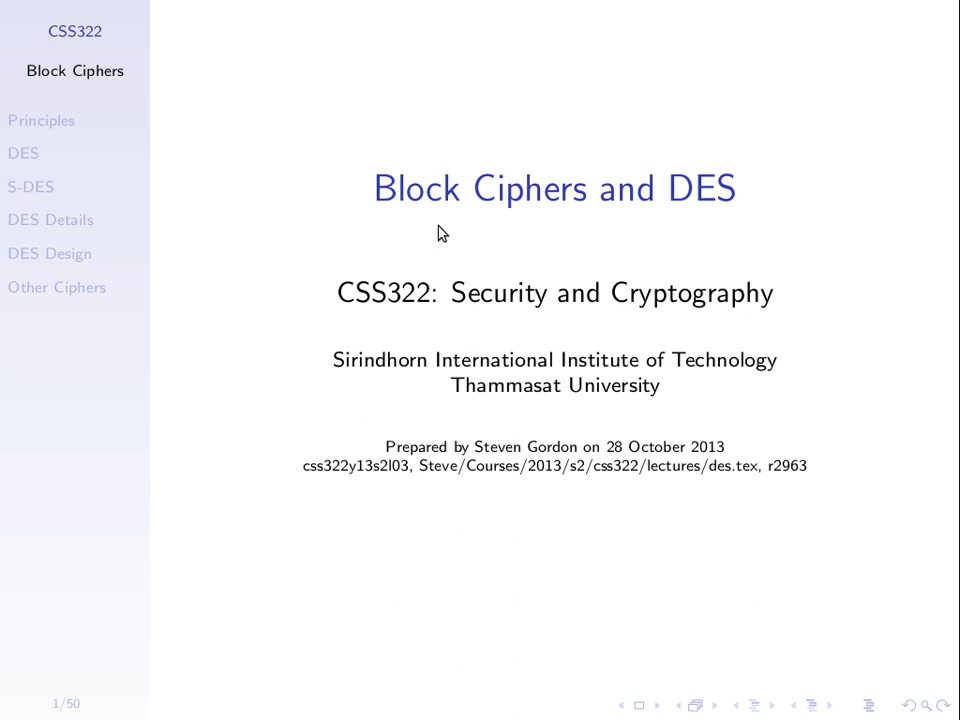 CSS322
Block Ciphers
Principles
DES
S-DES
DES Details
DES Design
Other Ciphers
1/50
Block Ciphers and DES
CSS322: Security and Cryptography
Sirindhorn International Institute of Technology
Thammasat University
Prepared by Steven Gordon on 28 October 2013
css322y13s2l03, Steve/Courses/2013/s2/css322/lectures/des.tex, r2963